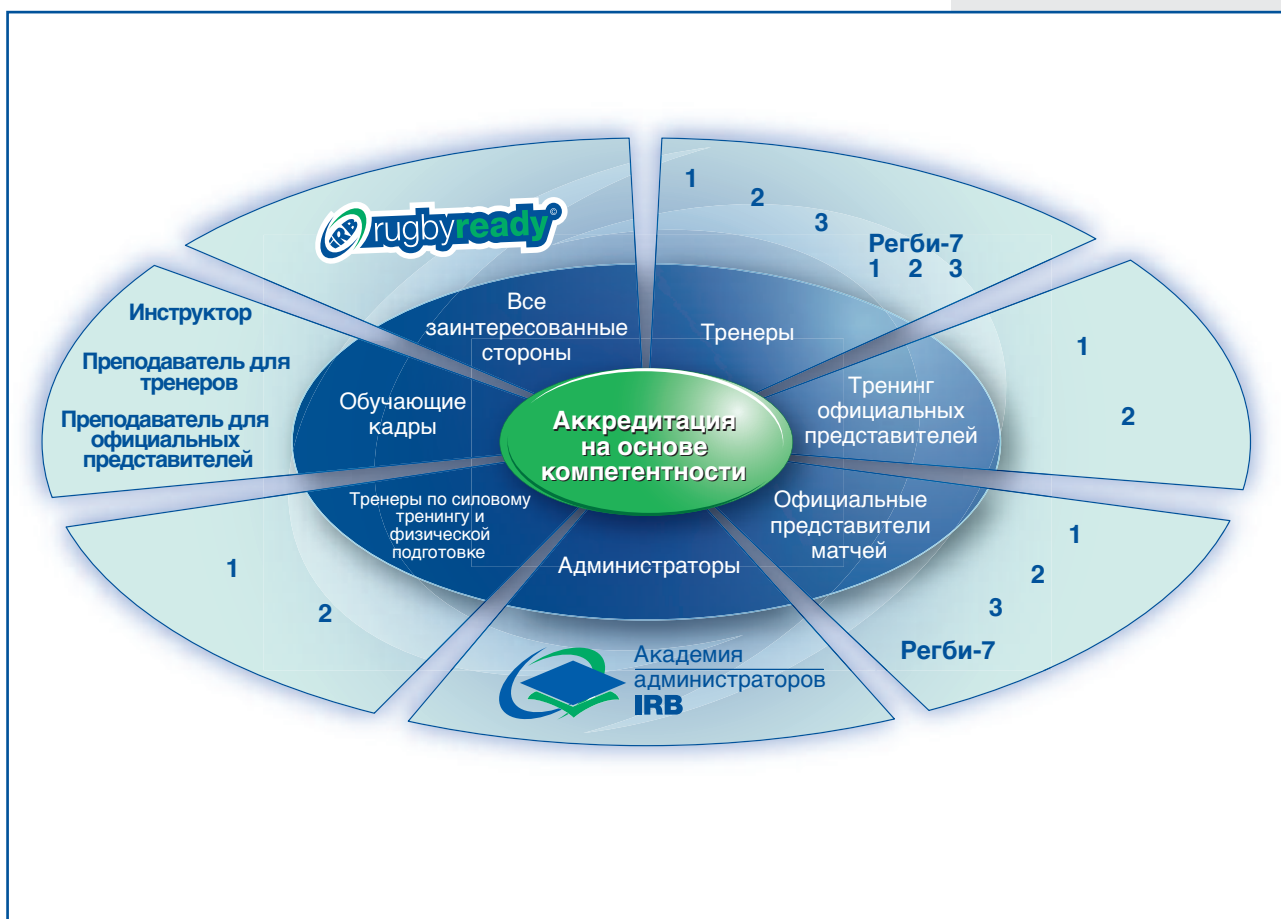 IRB rugbyready©
1
2
3
Регби-7
1 2 3
Все
заинтересованные
стороны
Тренеры
Инструктор
Преподаватель для
тренеров
Преподаватель для
официальных
представителей
Обучающие
кадры
Аккредитация
на основе
компетентности
Тренинг
официальных
представителей
1
2
Тренеры по силовому
тренингу и
физической
подготовке
Администраторы
Официальные
представители
матчей
1
2
1
2
3
Регби-7
Академия
администраторов
IRB